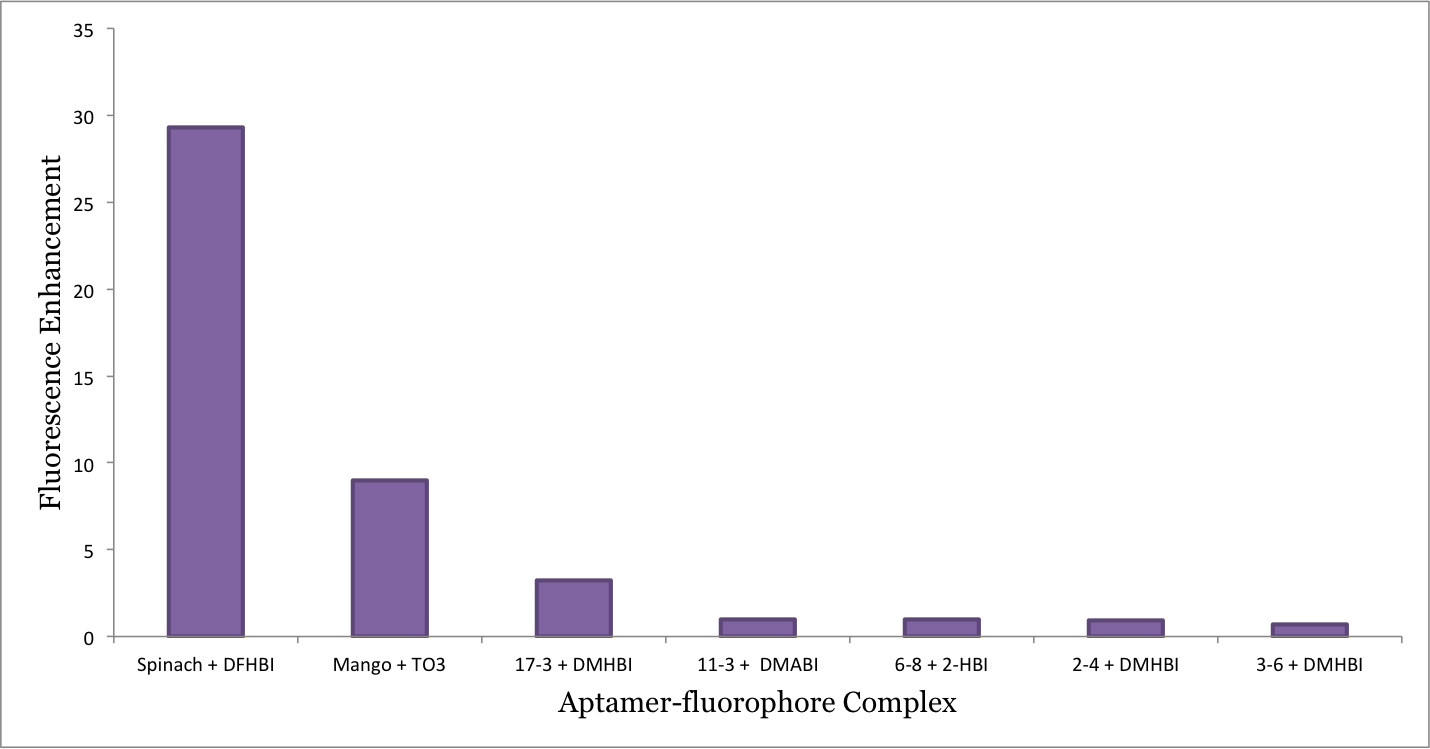 35
30
25
20
15
10
5
0
Fluorescence Enhancement
Spinach + DFHBI
Mango + TO3
17-3 + DMHBI
11-3 +  DMABI
6-8 + 2-HBI
2-4 + DMHBI
3-6 + DMHBI
Aptamer-fluorophore Complex